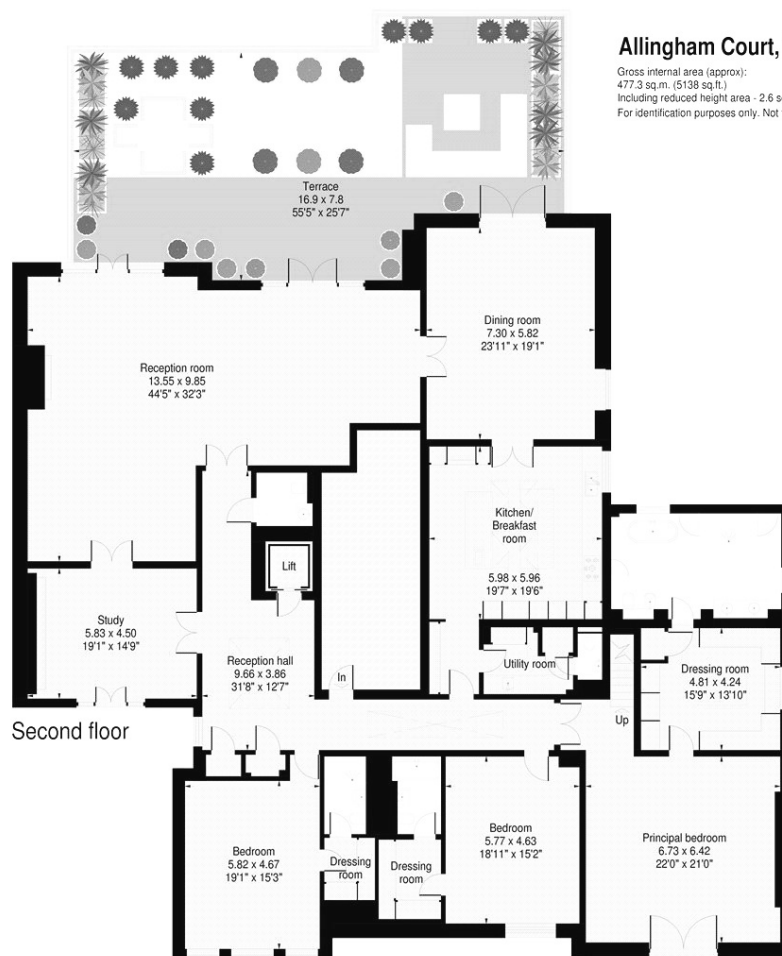 Allingham Court,
Gross internal area (approx):
477.3 sq.m. (5138 sq.ft.)
Including reduced height area - 2.6 s
For identification purposes only. Not
Terrace
16.9 x 7.8
55'5" x 25'7"
Dining room
7.30 x 5.82
23'11" x 19'1"
Reception room
13.55 x 9.85
44'5" x 32'3"
Kitchen/
Breakfast
room
5.98 x 5.96
19'7" x 19'6"
Lift
Study
5.83 x 4.50
19'1" x 14'9"
Reception hall
9.66 x 3.86
31'8" x 12'7"
In
Utility room
Dressing room
4.81 x 4.24
15'9" x 13'10"
Up
Second floor
Bedroom
5.82 x 4.67
19'1" x 15'3"
Dressing
room
Dressing
room
Bedroom
5.77 x 4.63
18'11" x 15'2"
Principal bedroom
6.73 x 6.42
22'0" x 21'0"